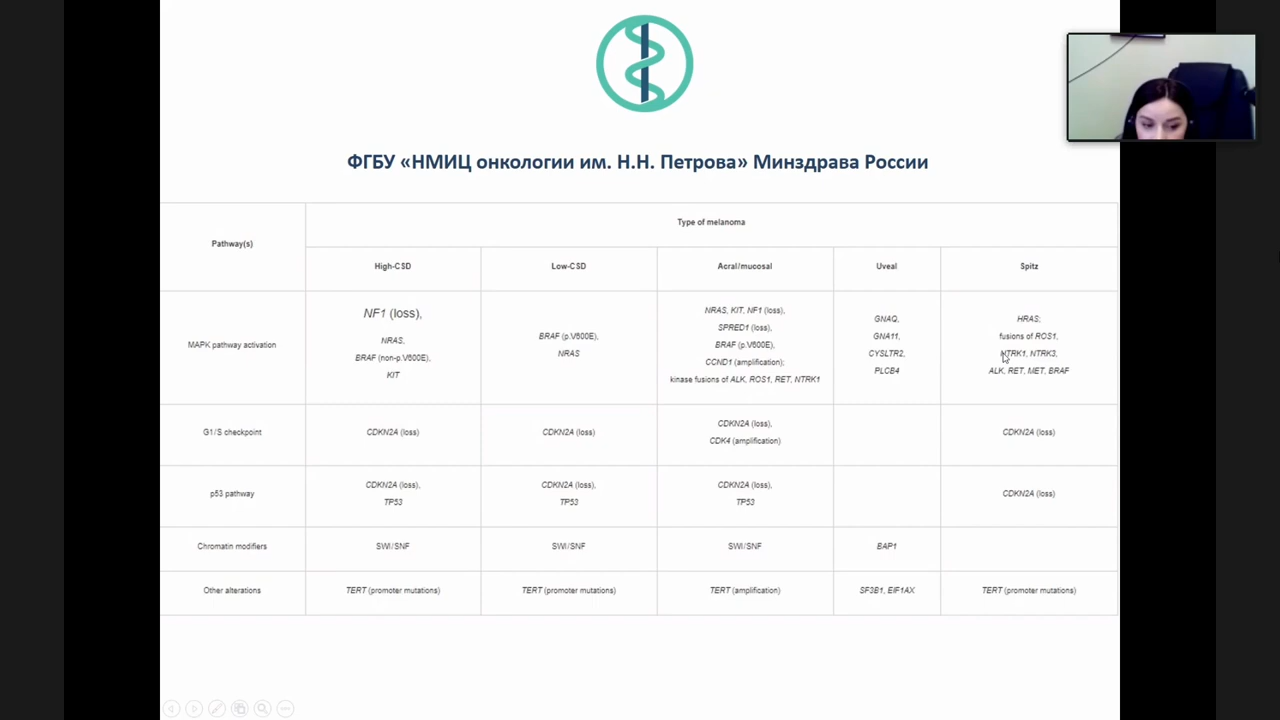 ФГБУ «НМИЦ онкологии им. Н.Н. Петрова» Минздрава России
Pathway(s)
Type of melanoma
High-CSD
Low-CSD
Acral/mucosal
Uveal
Spitz
MAPK pathway activation
NF1 (loss),
NRAS,
BRAF (non-p.V600E),
KIT
BRAF (p.V600E),
NRAS
NRAS, KIT, NF1 (loss),
SPRED1 (loss),
BRAF (p.V600E),
CCND1 (amplification);
kinase fusions of ALK, ROS1, RET, NTRK1
GNAQ,
GNA11,
CYSLTR2,
PLCB4
HRAS;
fusions of ROS1,
NTRK1, NTRK3,
ALK, RET, MET, BRAF
G1/S checkpoint
CDKN2A (loss)
CDKN2A (loss)
CDKN2A (loss),
CDK4 (amplification)
CDKN2A (loss)
p53 pathway
CDKN2A (loss),
TP53
CDKN2A (loss),
TP53
CDKN2A (loss),
TP53
CDKN2A (loss)
Chromatin modifiers
SWI/SNF
SWI/SNF
SWI/SNF
BAP1
Other alterations
TERT (promoter mutations)
TERT (promoter mutations)
TERT (amplification)
SF3B1, EIF1AX
TERT (promoter mutations)